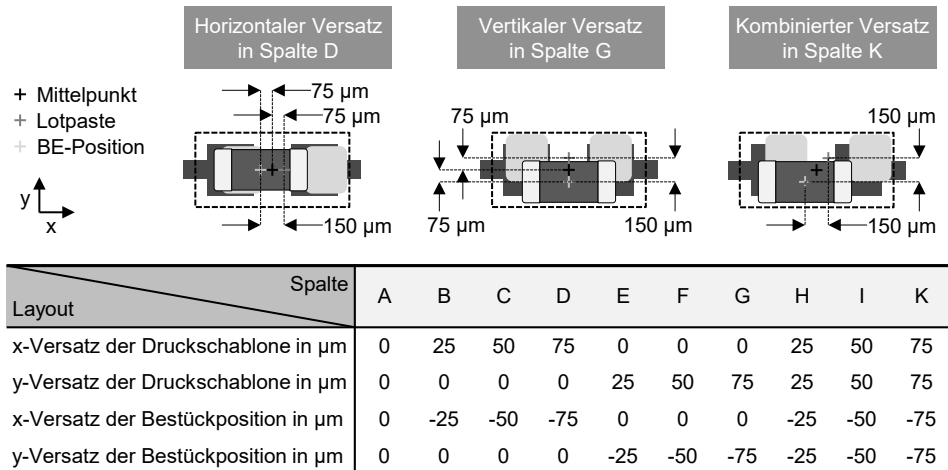 Horizontaler Versatz
in Spalte D
Vertikaler Versatz
in Spalte G
Kombinierter Versatz
in Spalte K
+ Mittelpunkt
+ Lotpaste
+ BE-Position
y
x
75 µm
75 µm
150 µm
75 µm
75 µm
150 µm
150 µm
150 µm
Spalte
Layout
A B C D E F G H I K
x-Versatz der Druckschablone in µm 0 25 50 75 0 0 0 25 50 75
y-Versatz der Druckschablone in µm 0 0 0 0 25 50 75 25 50 75
x-Versatz der Bestückposition in µm 0 -25 -50 -75 0 0 0 -25 -50 -75
y-Versatz der Bestückposition in µm 0 0 0 0 -25 -50 -75 -25 -50 -75